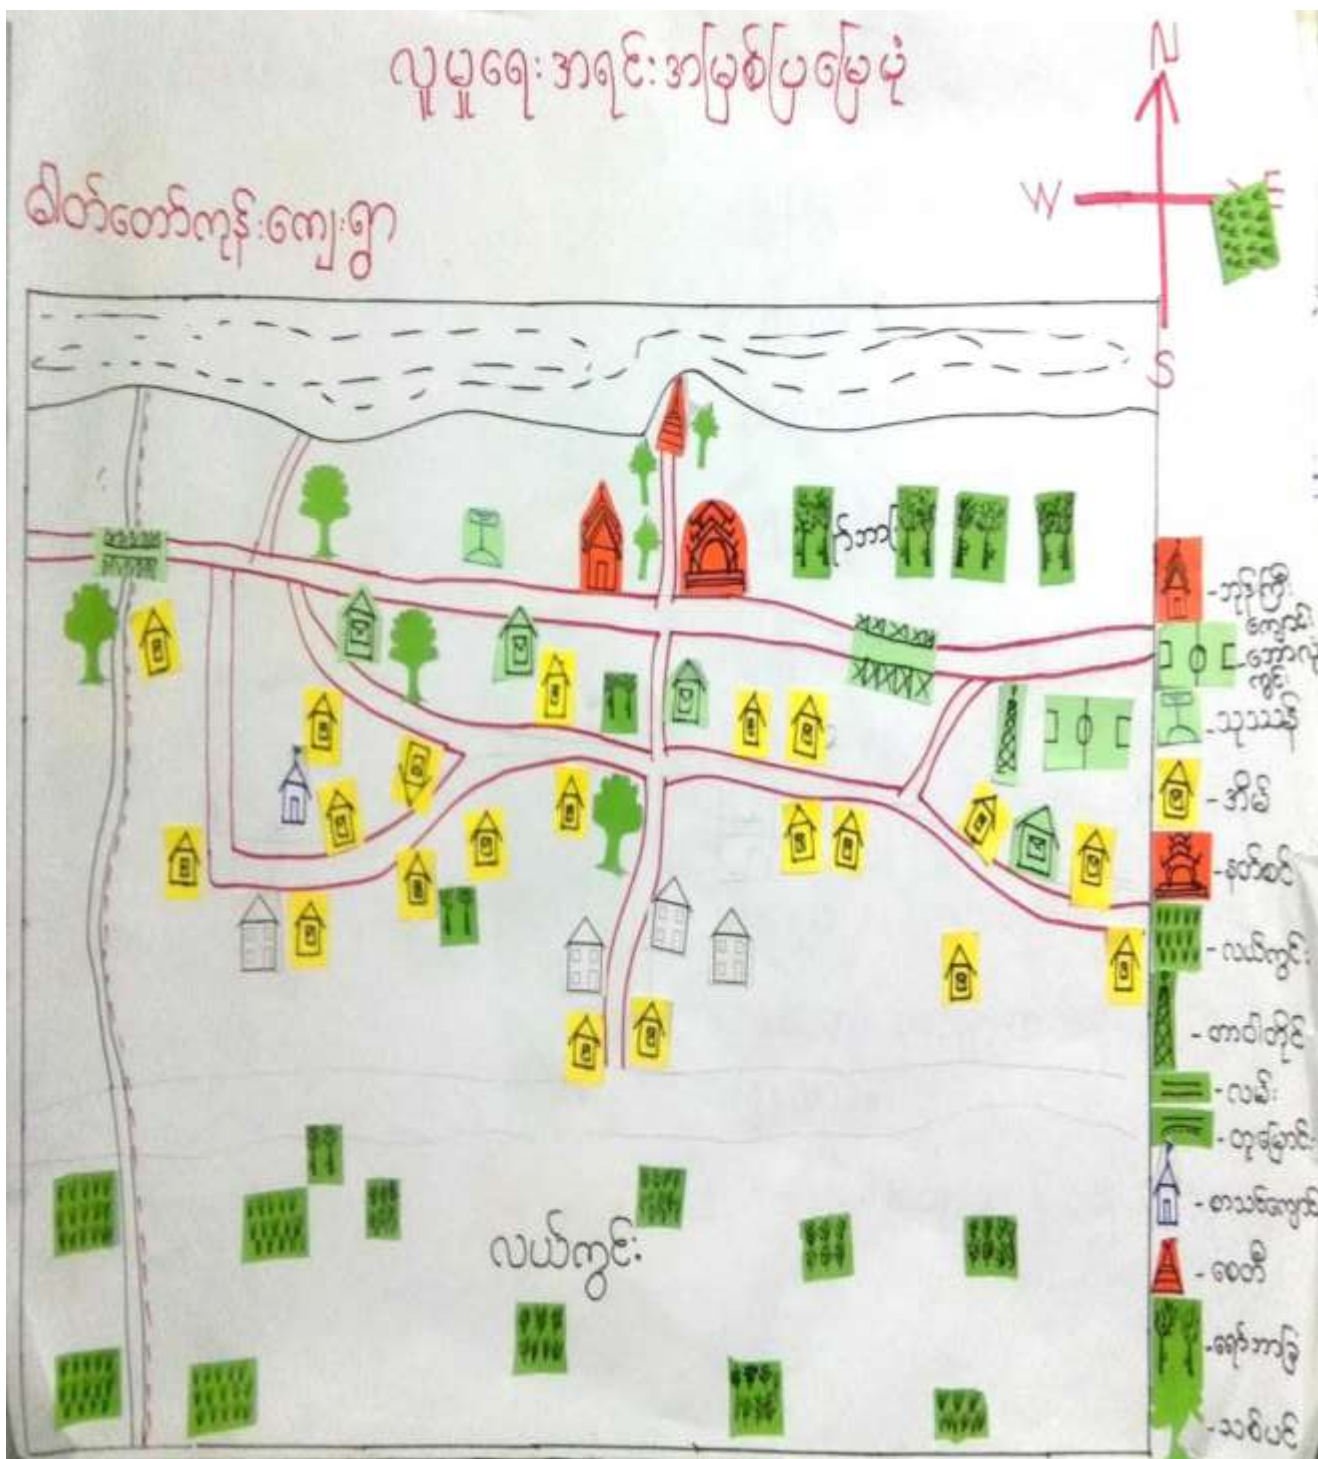 လူမှုရေးအရင်းအမြစ်ပြမြေပုံ
N
W
E
S
ဓါတ်တော်ကုန်းကျေးရွာ
ဘုန်းကြီး
ကျောင်း
ဘောလုံး
ကွင်း
သုဿန်
အိမ်
နတ်စင်
လယ်ကွင်း
တာဝါတိုင်
လမ်း
တူးမြောင်း
စာသင်ကျောင်း
စေတီ
ရော်ဘာခြံ
သစ်ပင်
လယ်ကွင်း